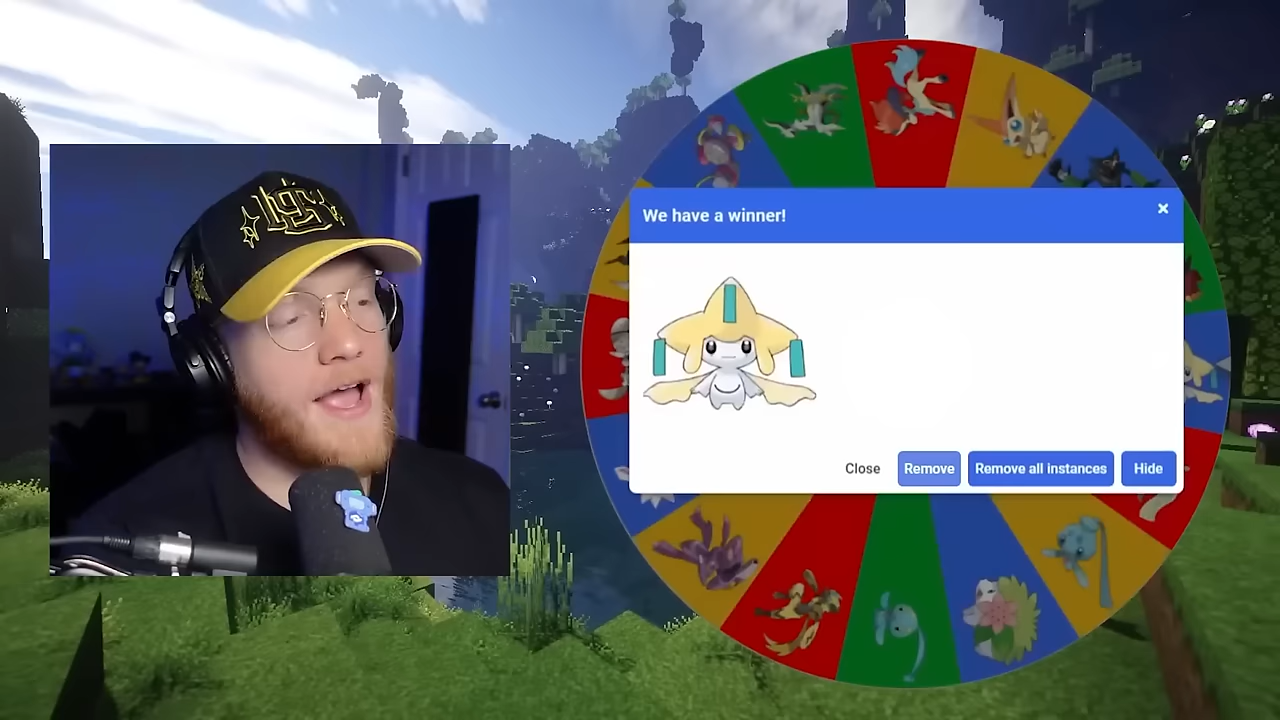 We have a winner!
×
Close
Remove
Remove all instances
Hide